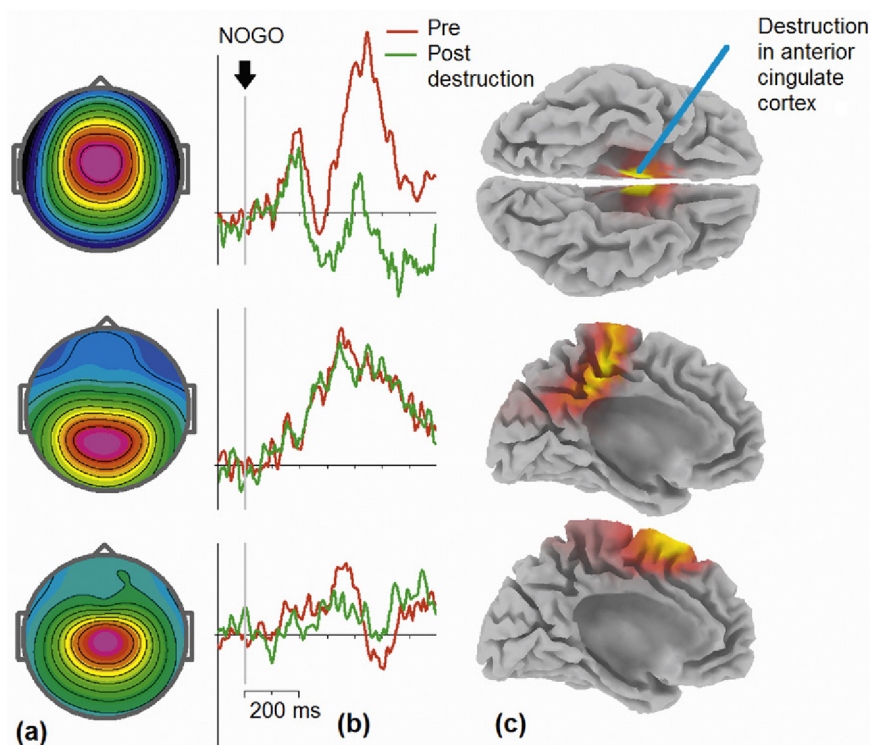 NOGO
Pre
Post
destruction
Destruction
in anterior
cingulate
cortex
200 ms
(a)
(b)
(c)